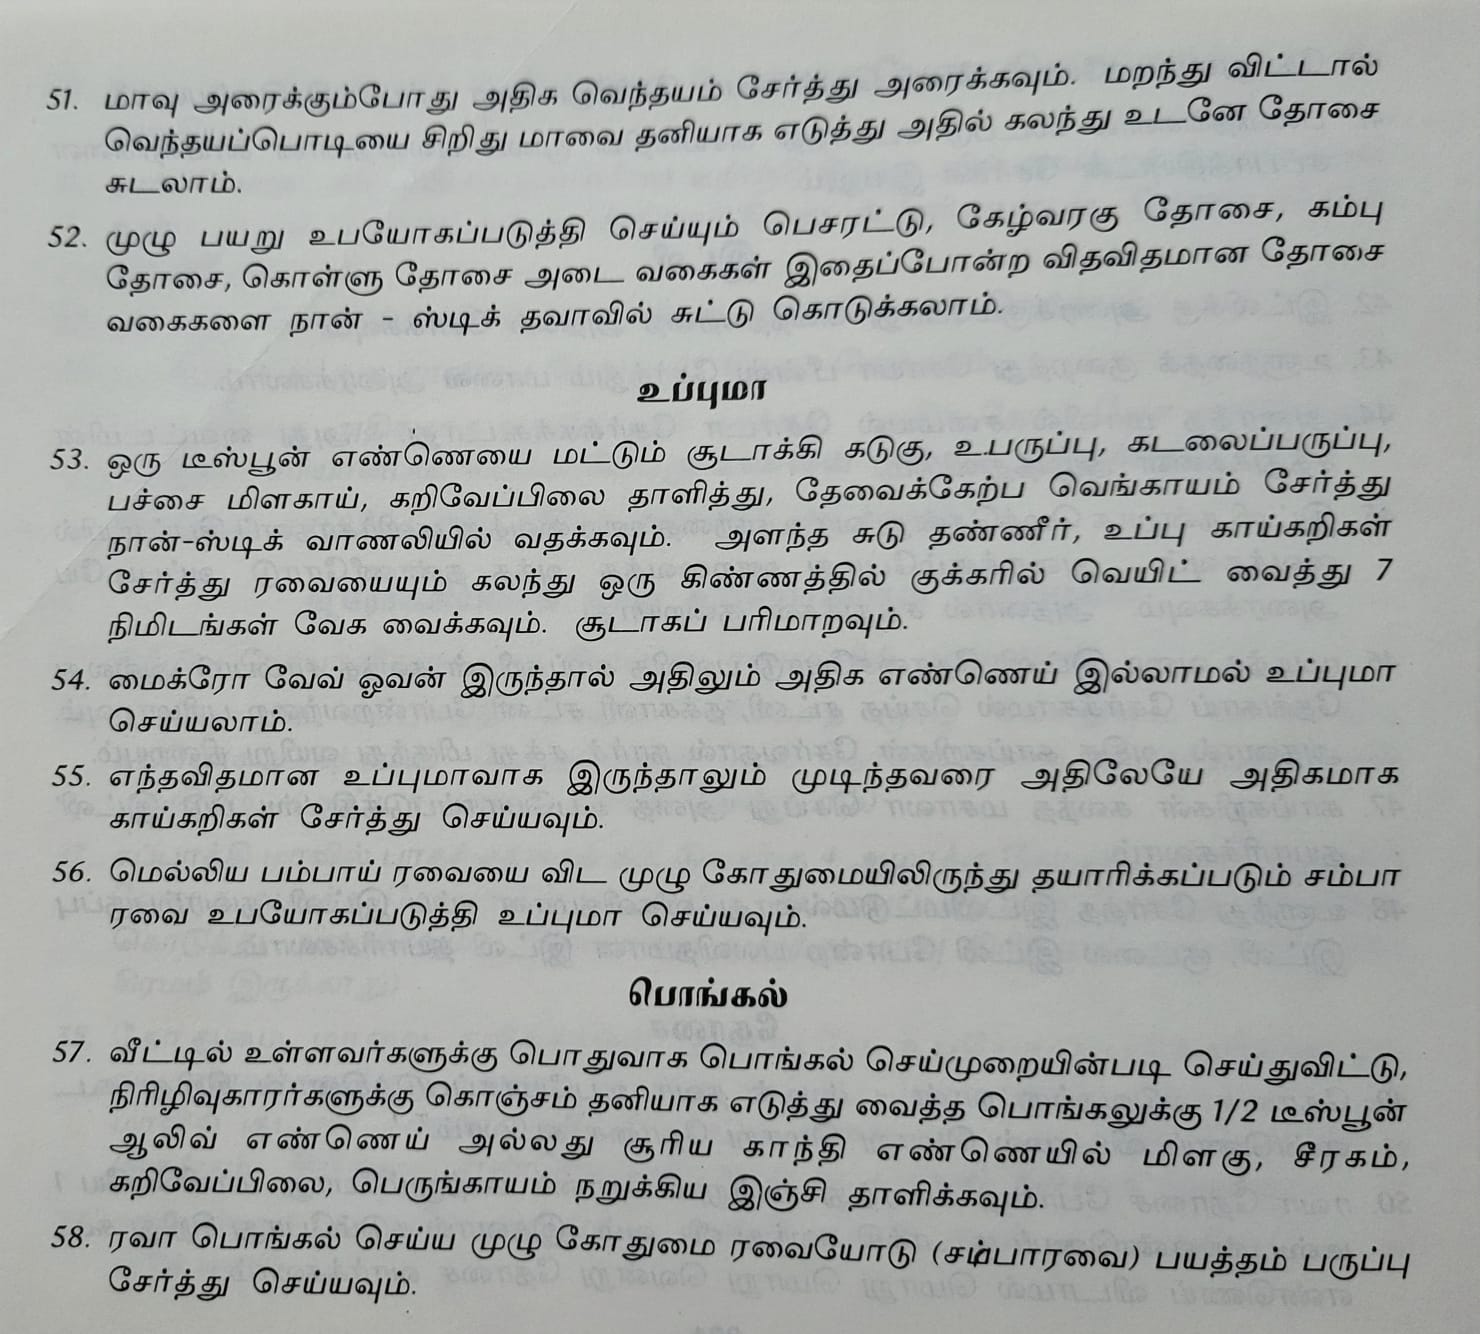 51. மாவு அரைக்கும்போது அதிக வெந்தயம் சேர்த்து அரைக்கவும். மறந்து விட்டால்
வெந்தயப்பொடியை சிறிது மாவை தனியாக எடுத்து அதில் கலந்து உடனே தோசை
சுடலாம்.
52. முழு பயறு உபயோகப்படுத்தி செய்யும் பெசரட்டு, கேழ்வரகு தோசை, கம்பு
தோசை, கொள்ளு தோசை அடை வகைகள் இதைப்போன்ற விதவிதமான தோசை
வகைகளை நான் - ஸ்டிக் தவாவில் சுட்டு கொடுக்கலாம்.
உப்புமா
53. ஒரு டீஸ்பூன் எண்ணெயை மட்டும் சூடாக்கி கடுகு, உ.பருப்பு, கடலைப்பருப்பு,
பச்சை மிளகாய், கறிவேப்பிலை தாளித்து, தேவைக்கேற்ப வெங்காயம் சேர்த்து
நான்-ஸ்டிக் வாணலியில் வதக்கவும். அளந்த சுடு தண்ணீர், உப்பு காய்கறிகள்
சேர்த்து ரவையையும் கலந்து ஒரு கிண்ணத்தில் குக்கரில் வெயிட் வைத்து 7
நிமிடங்கள் வேக வைக்கவும். சூடாகப் பரிமாறவும்.
54. மைக்ரோ வேவ் ஓவன் இருந்தால் அதிலும் அதிக எண்ணெய் இல்லாமல் உப்புமா
செய்யலாம்.
55. எந்தவிதமான உப்புமாவாக இருந்தாலும் முடிந்தவரை அதிலேயே அதிகமாக
காய்கறிகள் சேர்த்து செய்யவும்.
56. மெல்லிய பம்பாய் ரவையை விட முழு கோதுமையிலிருந்து தயாரிக்கப்படும் சம்பா
ரவை உபயோகப்படுத்தி உப்புமா செய்யவும்.
பொங்கல்
57. வீட்டில் உள்ளவர்களுக்கு பொதுவாக பொங்கல் செய்முறையின்படி செய்துவிட்டு,
நிரிழிவுகாரர்களுக்கு கொஞ்சம் தனியாக எடுத்து வைத்த பொங்கலுக்கு 1/2 டீஸ்பூன்
ஆலிவ் எண்ணெய் அல்லது சூரிய காந்தி எண்ணெயில் மிளகு, சீரகம்,
கறிவேப்பிலை, பெருங்காயம் நறுக்கிய இஞ்சி தாளிக்கவும்.
58. ரவா பொங்கல் செய்ய முழு கோதுமை ரவையோடு (சம்பாரவை) பயத்தம் பருப்பு
சேர்த்து செய்யவும்.